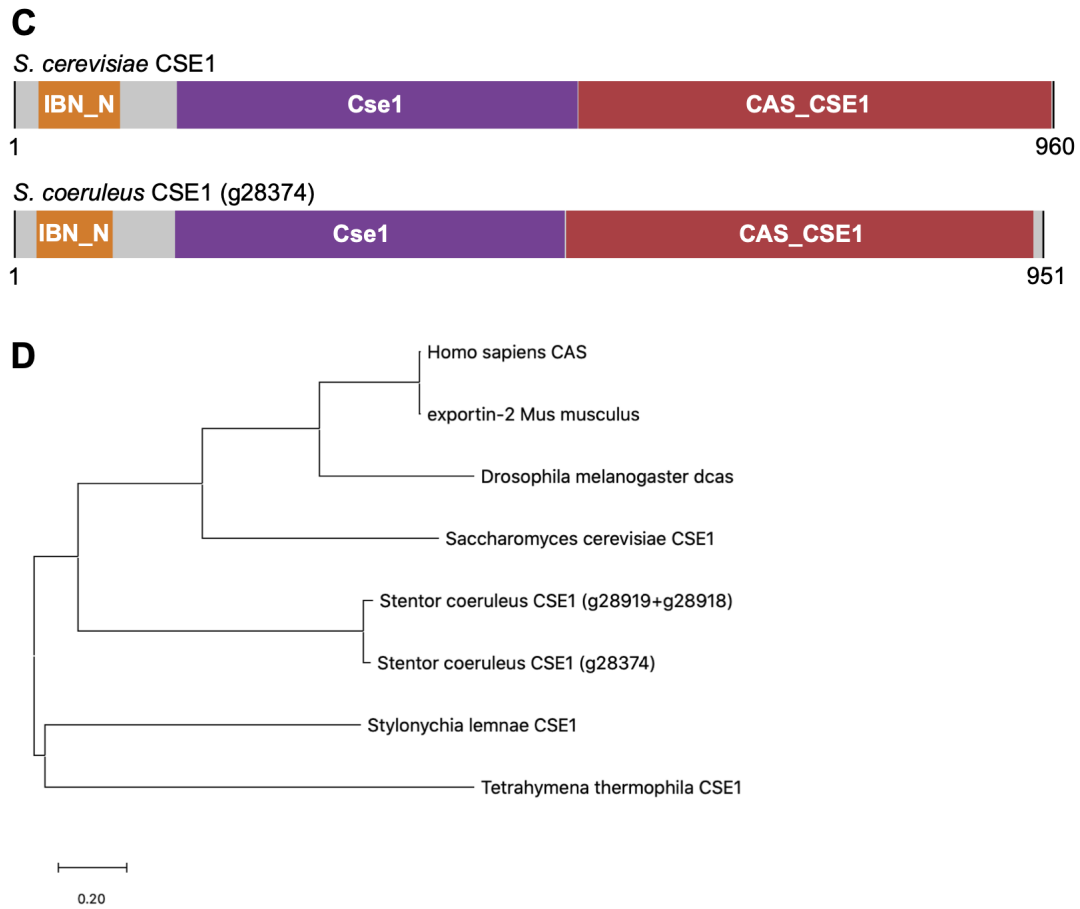 C
S. cerevisiae CSE1
IBN_N Cse1 CAS_CSE1
1 960
S. coeruleus CSE1 (g28374)
IBN_N Cse1 CAS_CSE1
1 951
D
Homo sapiens CAS
exportin-2 Mus musculus
Drosophila melanogaster dcas
Saccharomyces cerevisiae CSE1
Stentor coeruleus CSE1 (g28919+g28918)
Stentor coeruleus CSE1 (g28374)
Stylonychia lemnae CSE1
Tetrahymena thermophila CSE1
0.20